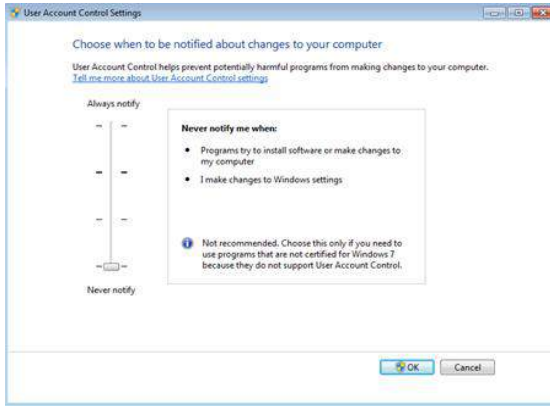 User Account Control Settings
Choose when to be notified about changes to your computer
User Account Control helps prevent potentially harmful programs from making changes to your computer.
Tell me more about User Account Control settings
Always notify
Never notify me when:
Programs try to install software or make changes to
my computer
I make changes to Windows settings
Not recommended. Choose this only if you need to
use programs that are not certified for Windows 7
because they do not support User Account Control.
Never notify
OK
Cancel